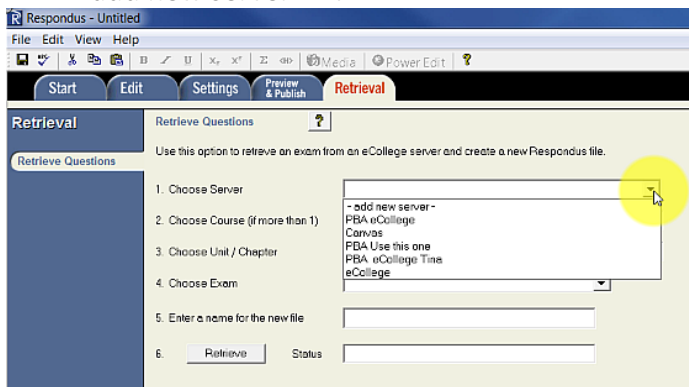 Respondus - Untitled
File Edit View Help
B I U X, X² Σ Media PowerEdit ?
Start Edit Settings Preview & Publish Retrieval
Retrieval
Retrieve Questions
Retrieve Questions ?
Use this option to retreve an exam from an eCollege server and create a new Respondus file.
1. Choose Server
- add new server -
PBA eCollege
Canvas
PBA Use this one
PBA eCollege Tina
eCollege
2. Choose Course (if more than 1)
3. Choose Unit / Chapter
4. Choose Exam
5. Enter a name for the new file
6. Retrieve Status